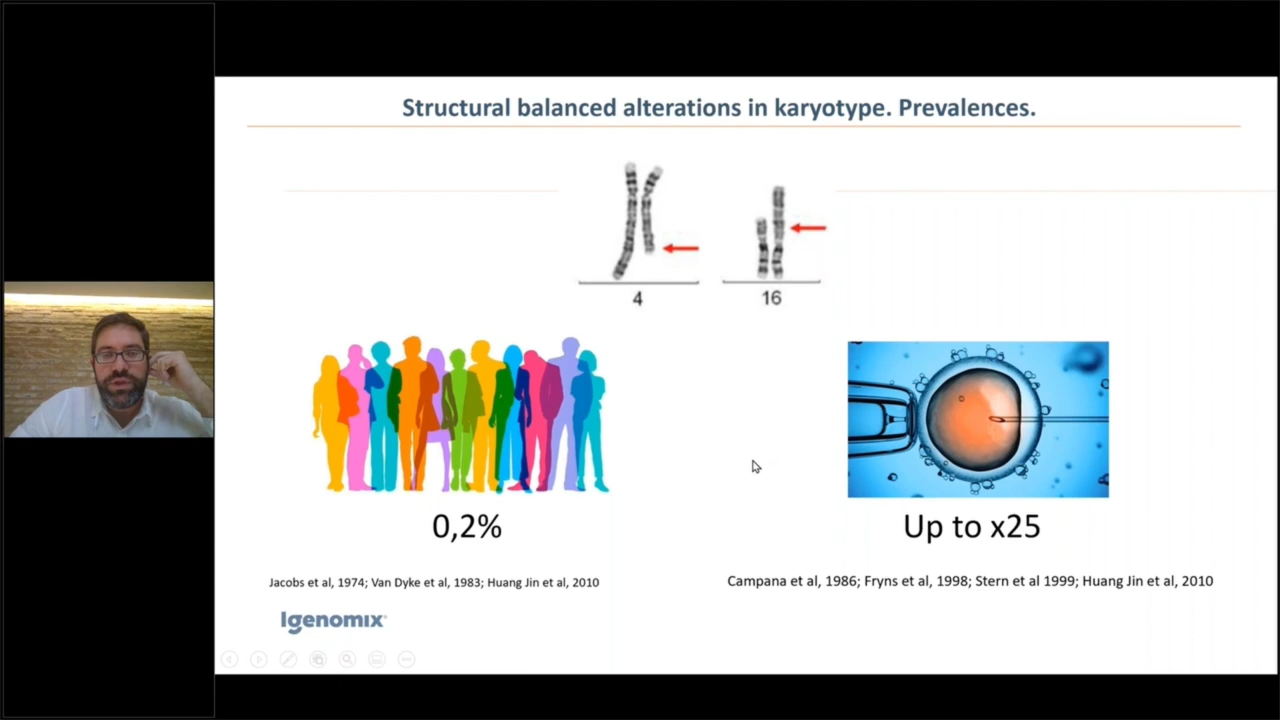 Structural balanced alterations in karyotype. Prevalences.
4
16
0,2%
Up to x25
Jacobs et al, 1974; Van Dyke et al, 1983; Huang Jin et al, 2010
Campana et al, 1986; Fryns et al, 1998; Stern et al 1999; Huang Jin et al, 2010
Igenomix®